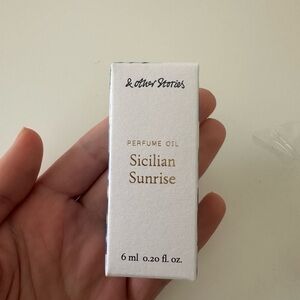 & other Stories
PERFUME OIL
Sicilian
Sunrise
6 ml 0.20 fl. oz.